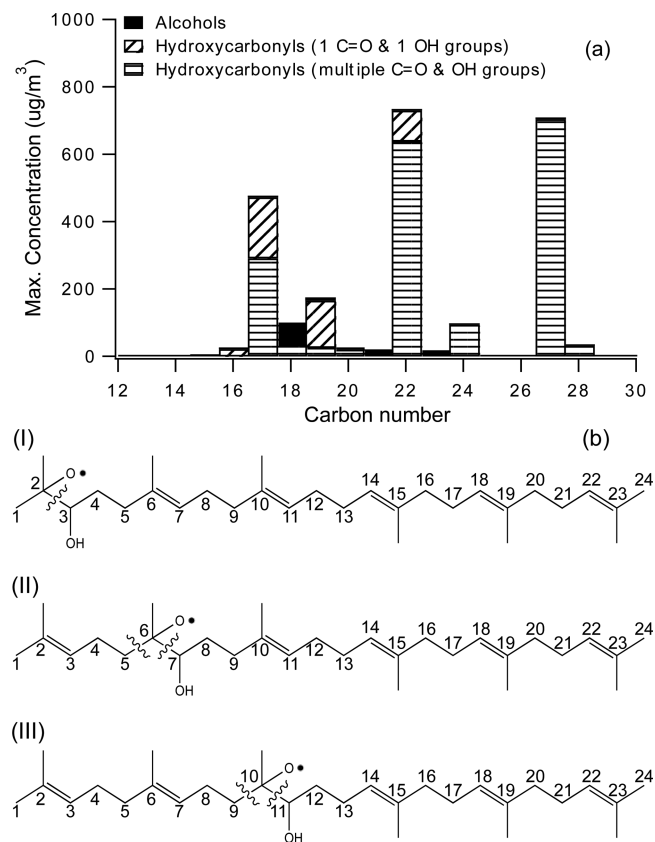 1000
800
600
400
200
0
Max. Concentration (ug/m³)
Alcohols
Hydroxycarbonyls (1 C=O & 1 OH groups)
Hydroxycarbonyls (multiple C=O & OH groups)
(a)
12 14 16 18 20 22 24 26 28 30
Carbon number
(I)
(b)
O•
OH
1 2 3 4 5 6 7 8 9 10 11 12 13 14 15 16 17 18 19 20 21 22 23 24
(II)
O•
OH
1 2 3 4 5 6 7 8 9 10 11 12 13 14 15 16 17 18 19 20 21 22 23 24
(III)
O•
OH
1 2 3 4 5 6 7 8 9 10 11 12 13 14 15 16 17 18 19 20 21 22 23 24